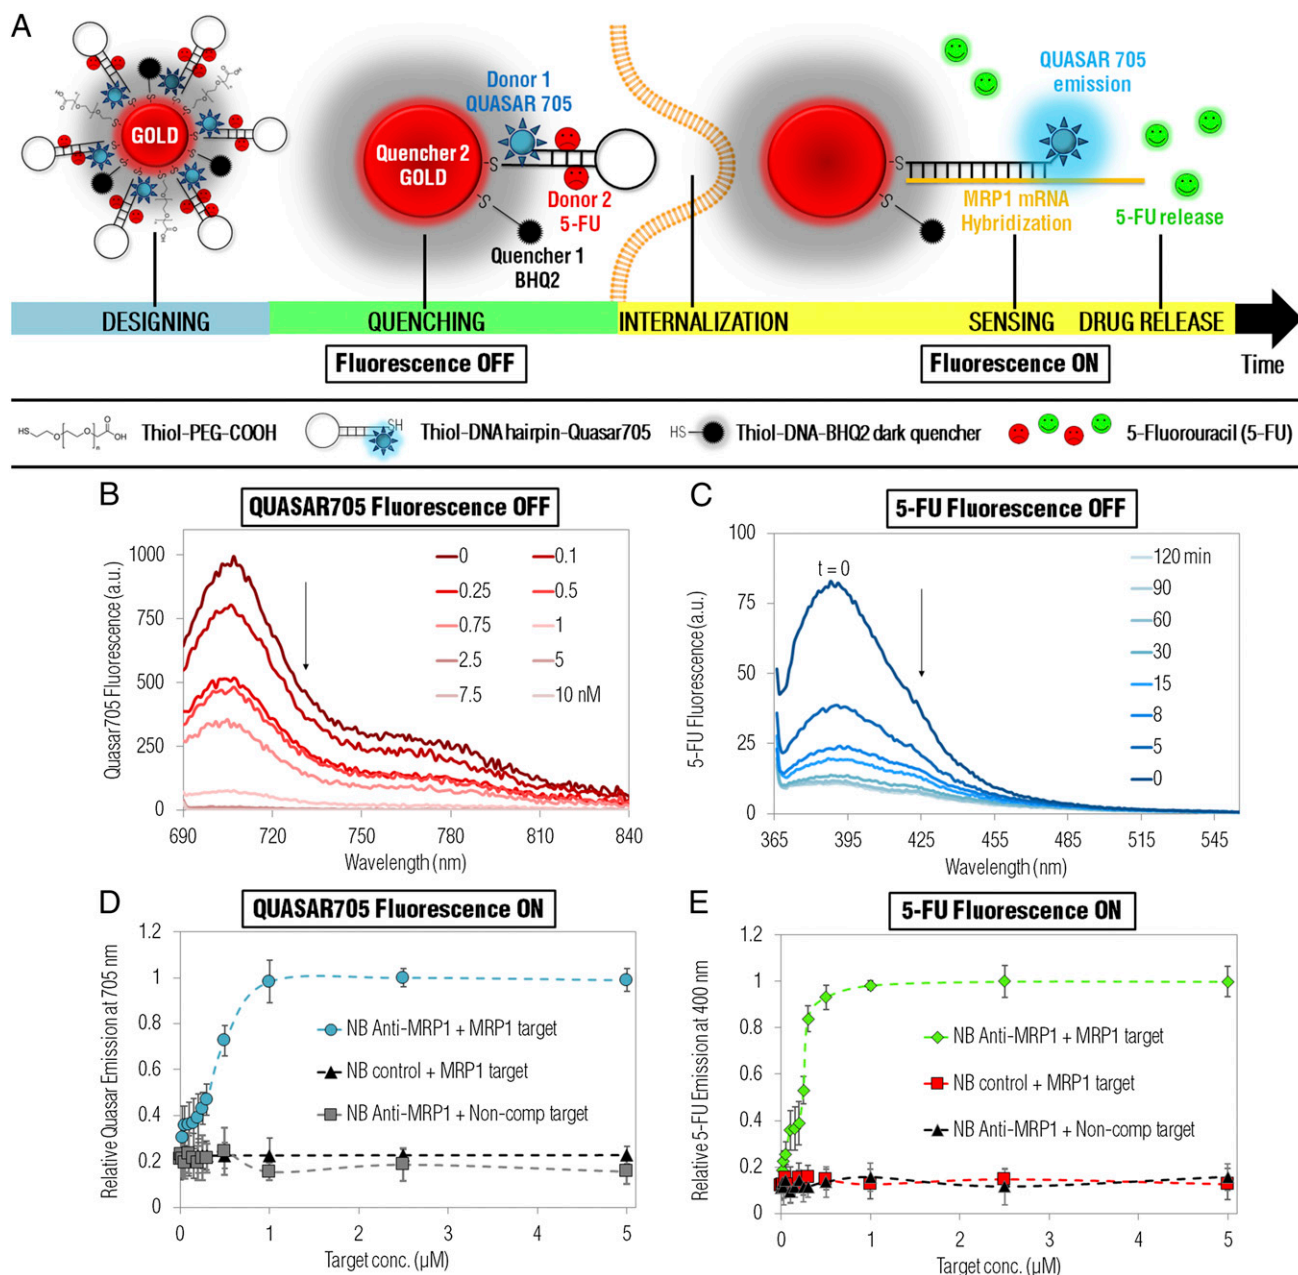 A
GOLD
Donor 1
QUASAR 705
Quencher 2
GOLD
S
S
Donor 2
5-FU
Quencher 1
BHQ2
S
S
QUASAR 705
emission
MRP1 mRNA
Hybridization
5-FU release
DESIGNING
QUENCHING
INTERNALIZATION
SENSING
DRUG RELEASE
Fluorescence OFF
Fluorescence ON
Time
HS
O
O
O
OH
n
Thiol-PEG-COOH
SH
Thiol-DNA hairpin-Quasar705
HS
Thiol-DNA-BHQ2 dark quencher
5-Fluorouracil (5-FU)
B
QUASAR705 Fluorescence OFF
Quasar705 Fluorescence (a.u.)
1000
750
500
250
0
690
720
750
780
810
840
Wavelength (nm)
0
0.1
0.25
0.5
0.75
1
2.5
5
7.5
10 nM
C
5-FU Fluorescence OFF
5-FU Fluorescence (a.u.)
100
75
50
25
0
365
395
425
455
485
515
545
Wavelength (nm)
t = 0
120 min
90
60
30
15
8
5
0
D
QUASAR705 Fluorescence ON
Relative Quasar Emission at 705 nm
1.2
1
0.8
0.6
0.4
0.2
0
0
1
2
3
4
5
Target conc. (µM)
NB Anti-MRP1 + MRP1 target
NB control + MRP1 target
NB Anti-MRP1 + Non-comp target
E
5-FU Fluorescence ON
Relative 5-FU Emission at 400 nm
1.2
1
0.8
0.6
0.4
0.2
0
0
1
2
3
4
5
Target conc. (µM)
NB Anti-MRP1 + MRP1 target
NB control + MRP1 target
NB Anti-MRP1 + Non-comp target